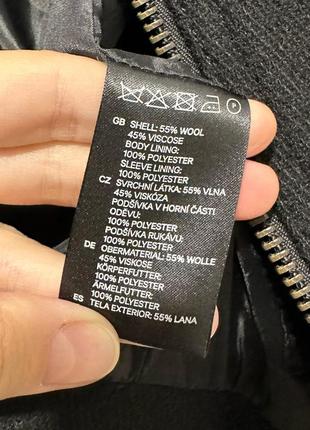 P
GB SHELL: 55% WOOL
45% VISCOSE
BODY LINING:
100% POLYESTER
SLEEVE LINING:
100% POLYESTER
CZ SVRCHNÍ LÁTKA: 55% VLNA
45% VISKÓZA
PODŠÍVKA V HORNÍ ČÁSTI
ODĚVU:
100% POLYESTER
PODŠÍVKA RUKÁVU:
100% POLYESTER
DE OBERMATERIAL: 55% WOLLE
45% VISKOSE
KÖRPERFUTTER:
100% POLYESTER
ÄRMELFUTTER:
100% POLYESTER
ES TELA EXTERIOR: 55% LANA